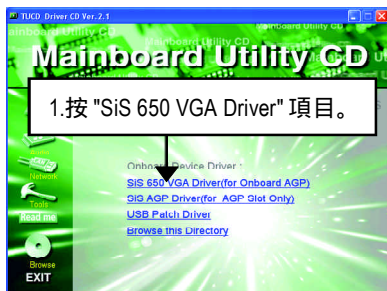 TUCD Driver CD Ver.2.1
Mainboard Utility CD
1.按 "SiS 650 VGA Driver" 項目。
Onboard Device Driver :
SIS 650 VGA Driver(for Onboard AGP)
SIS AGP Driver(for AGP Slot Only)
USB Patch Driver
Browse this Directory
Network
Tools
Read me
Browse
EXIT